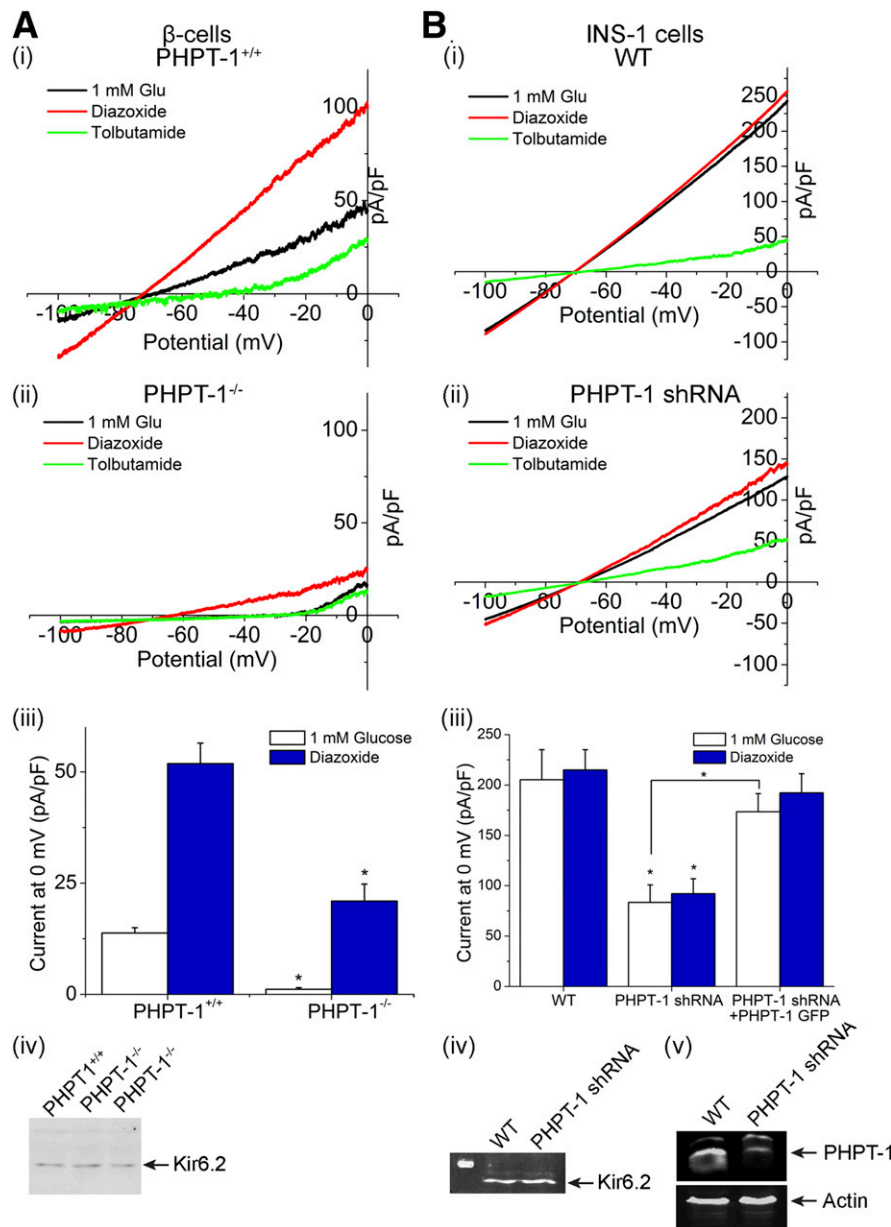 A
β-cells
PHPT-1+/+
(i)
1 mM Glu
Diazoxide
Tolbutamide
100
50
0
pA/pF
-100 -80 -60 -40 -20 0
Potential (mV)
(ii)
PHPT-1-/-
1 mM Glu
Diazoxide
Tolbutamide
100
50
0
pA/pF
-100 -80 -60 -40 -20 0
Potential (mV)
(iii)
1 mM Glucose
Diazoxide
Current at 0 mV (pA/pF)
50
25
0
*
*
PHPT-1+/+ PHPT-1-/-
(iv)
PHPT1+/+ PHPT-1-/- PHPT-1-/-
Kir6.2
B.
INS-1 cells
WT
(i)
1 mM Glu
Diazoxide
Tolbutamide
250
200
150
100
50
0
-50
-100
pA/pF
-100 -80 -60 -40 -20 0
Potential (mV)
(ii)
PHPT-1 shRNA
1 mM Glu
Diazoxide
Tolbutamide
200
150
100
50
0
-50
-100
pA/pF
-100 -80 -60 -40 -20 0
Potential (mV)
(iii)
1 mM Glucose
Diazoxide
Current at 0 mV (pA/pF)
250
200
150
100
50
0
*
* *
WT PHPT-1 shRNA PHPT-1 shRNA
+PHPT-1 GFP
(iv)
WT PHPT-1 shRNA
Kir6.2
(v)
WT PHPT-1 shRNA
PHPT-1
Actin